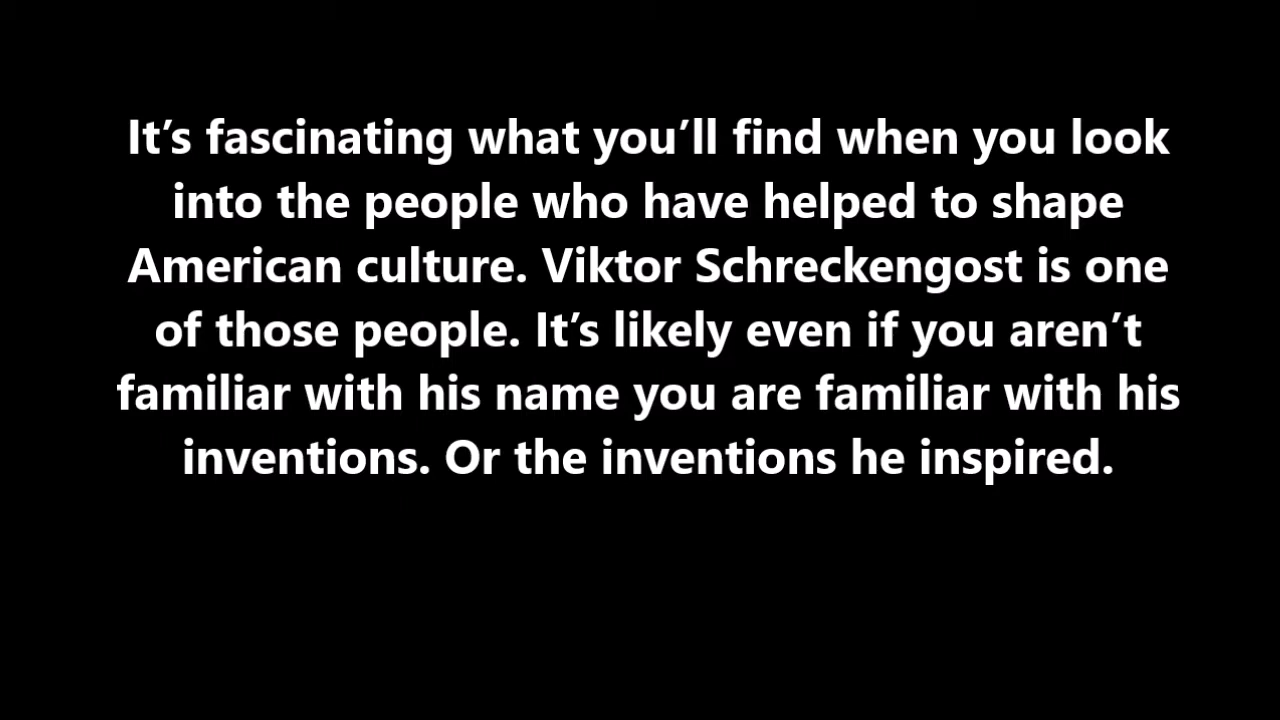 It’s fascinating what you’ll find when you look
into the people who have helped to shape
American culture. Viktor Schreckengost is one
of those people. It’s likely even if you aren’t
familiar with his name you are familiar with his
inventions. Or the inventions he inspired.